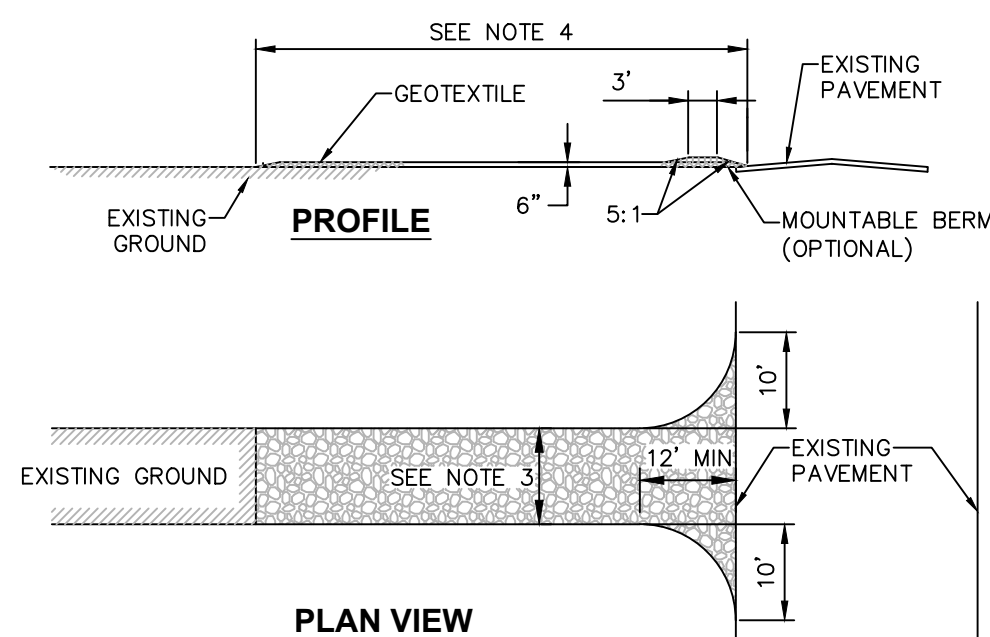 SEE NOTE 4
GEOTEXTILE
3'
EXISTING
PAVEMENT
EXISTING
GROUND
PROFILE
6"
5:1
MOUNTABLE BERM
(OPTIONAL)
10'
EXISTING GROUND
SEE NOTE 3
12' MIN
EXISTING
PAVEMENT
10'
PLAN VIEW